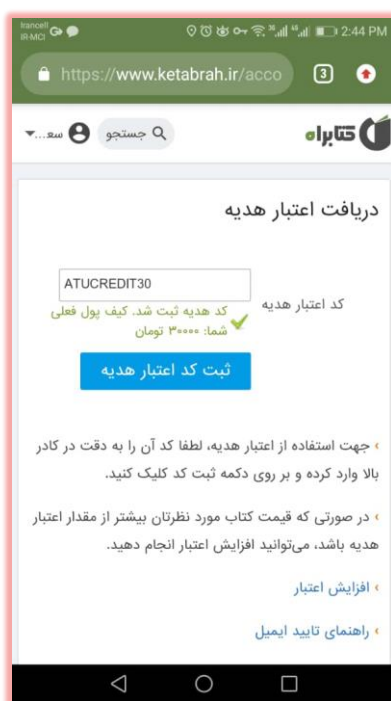 Irancell
IR-MCI
2:44 PM
https://www.ketabrah.ir/acco
3
کتابراه
جستجو
سعـ...
دریافت اعتبار هدیه
کد اعتبار هدیه
ATUCREDIT30
کد هدیه ثبت شد. کیف پول فعلی
شما: ۳۰۰۰۰ تومان
ثبت کد اعتبار هدیه
جهت استفاده از اعتبار هدیه، لطفا کد آن را به دقت در کادر
بالا وارد کرده و بر روی دکمه ثبت کد کلیک کنید.
در صورتی که قیمت کتاب مورد نظرتان بیشتر از مقدار اعتبار
هدیه باشد، می‌توانید افزایش اعتبار انجام دهید.
افزایش اعتبار
راهنمای تایید ایمیل